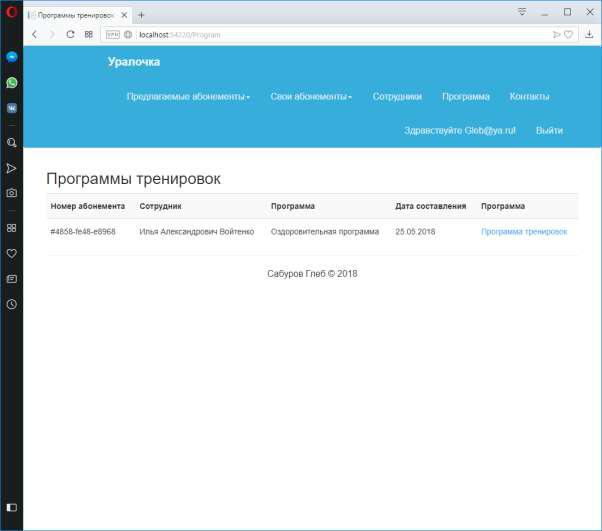 Программы тренировок
VPN localhost:54220/Program
Уралочка
Предлагаемые абонементы Свои абонементы Сотрудники Программа Контакты
Здравствуйте Gleb@ya.ru! Выйти
Программы тренировок
Номер абонемента Сотрудник Программа Дата составления Программа
#4858-fe48-e8968 Илья Александрович Войтенко Оздоровительная программа 25.05.2018 Программа тренировок
Сабуров Глеб © 2018